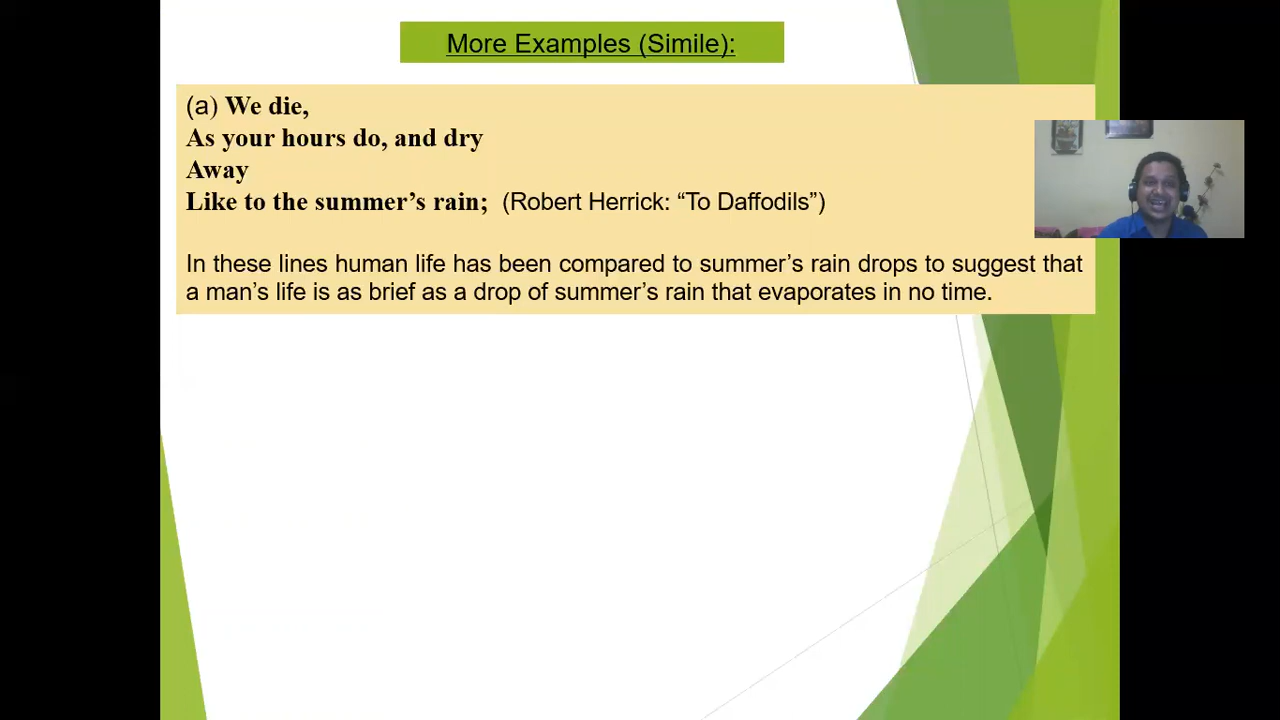 More Examples (Simile):
(a) We die,
As your hours do, and dry
Away
Like to the summer’s rain; (Robert Herrick: “To Daffodils”)
In these lines human life has been compared to summer’s rain drops to suggest that
a man’s life is as brief as a drop of summer’s rain that evaporates in no time.